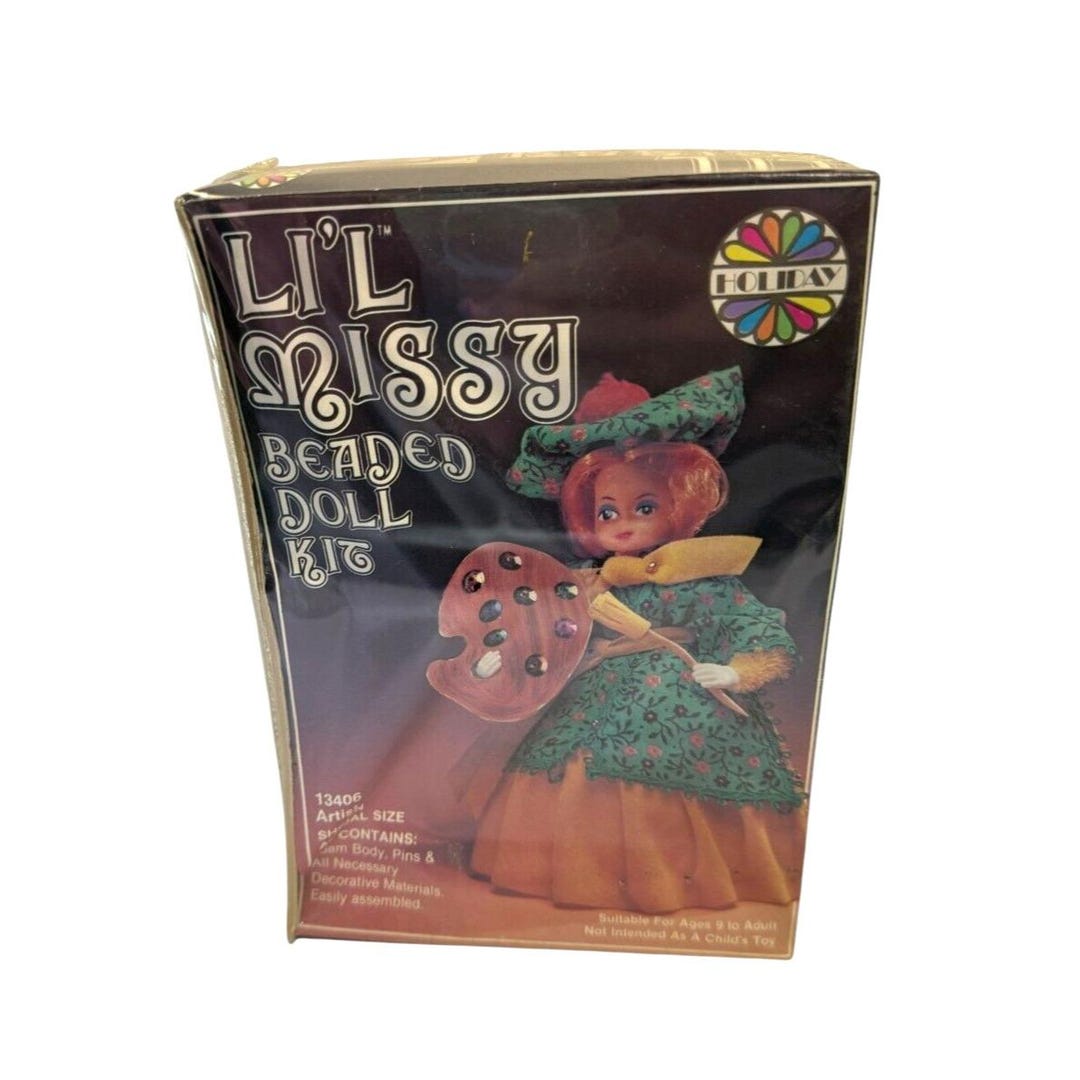 LI'L™
MISSY
BEADED
DOLL
KIT
HOLIDAY
13406
SIZE
CONTAINS:
Body, Pins &
All Necessary
Decorative Materials.
Easily assembled.
Suitable For Ages 9 to Adult
Not Intended As A Child's Toy